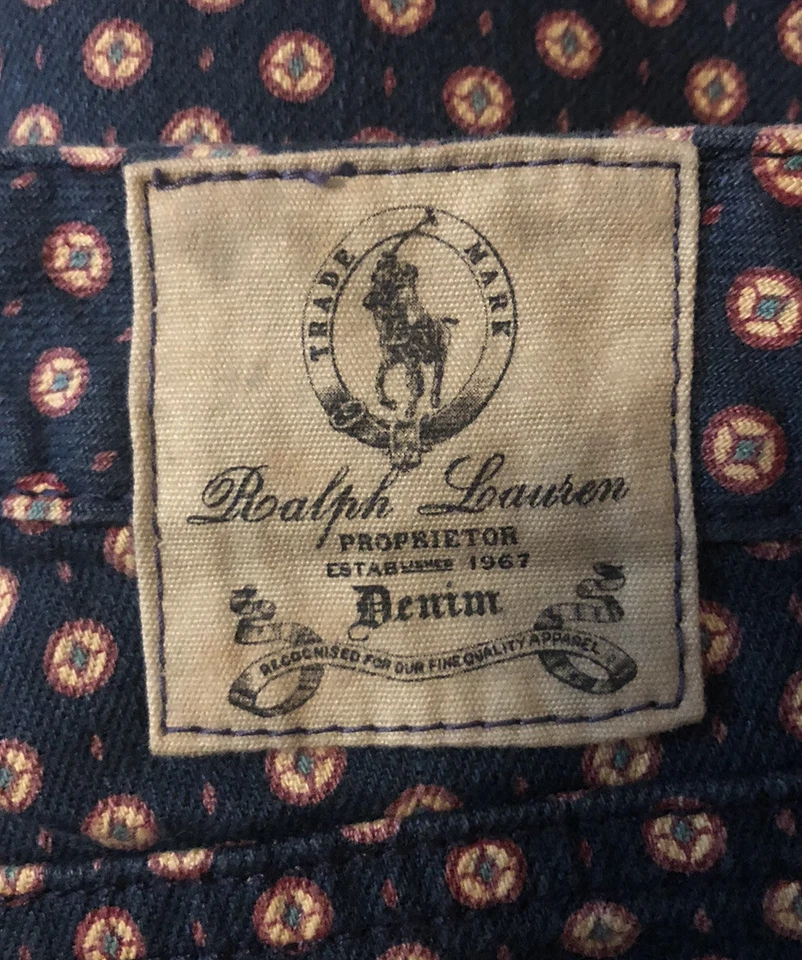 TRADE MARK
Ralph Lauren
PROPRIETOR
ESTABLISHED 1967
Denim
RECOGNISED FOR OUR FINE QUALITY APPAREL